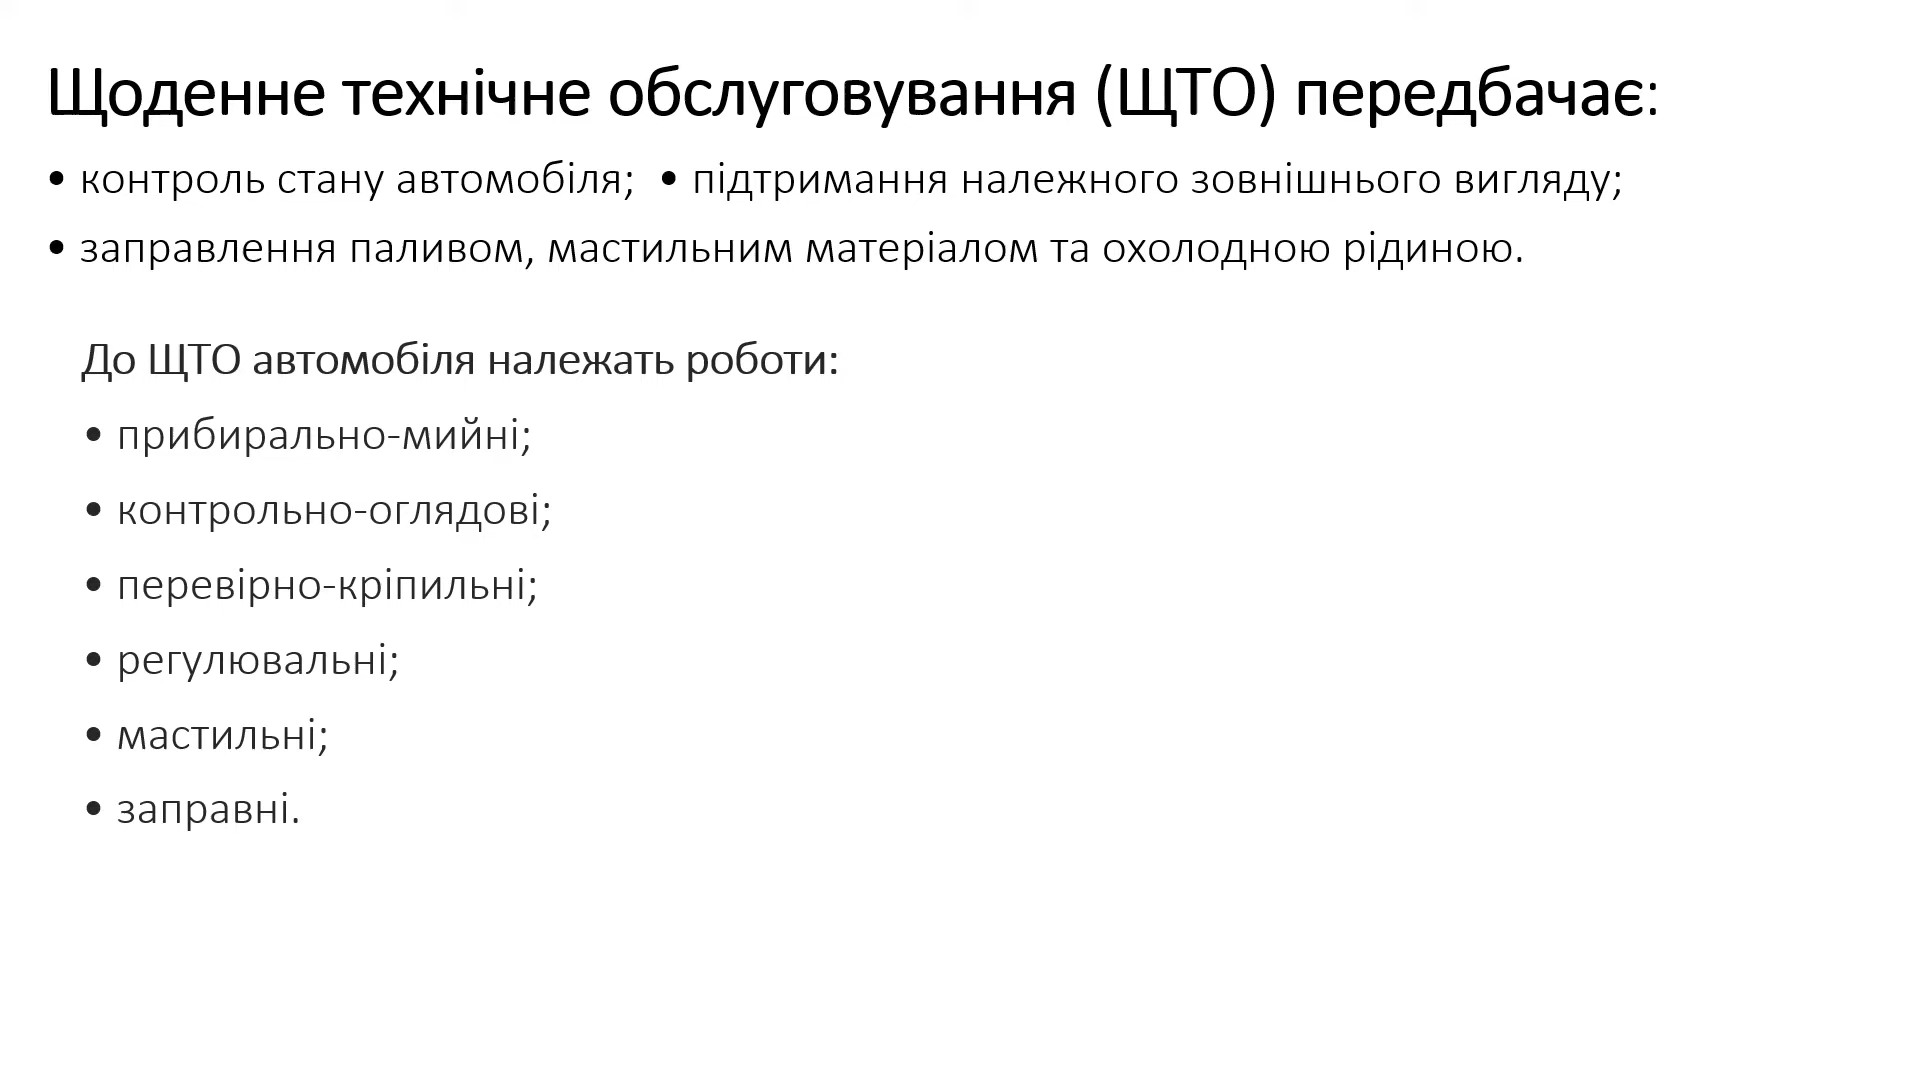 Щоденне технічне обслуговування (ЩТО) передбачає:
• контроль стану автомобіля; • підтримання належного зовнішнього вигляду;
• заправлення паливом, мастильним матеріалом та охолодною рідиною.
До ЩТО автомобіля належать роботи:
• прибирально-мийні;
• контрольно-оглядові;
• перевірно-кріпильні;
• регулювальні;
• мастильні;
• заправні.